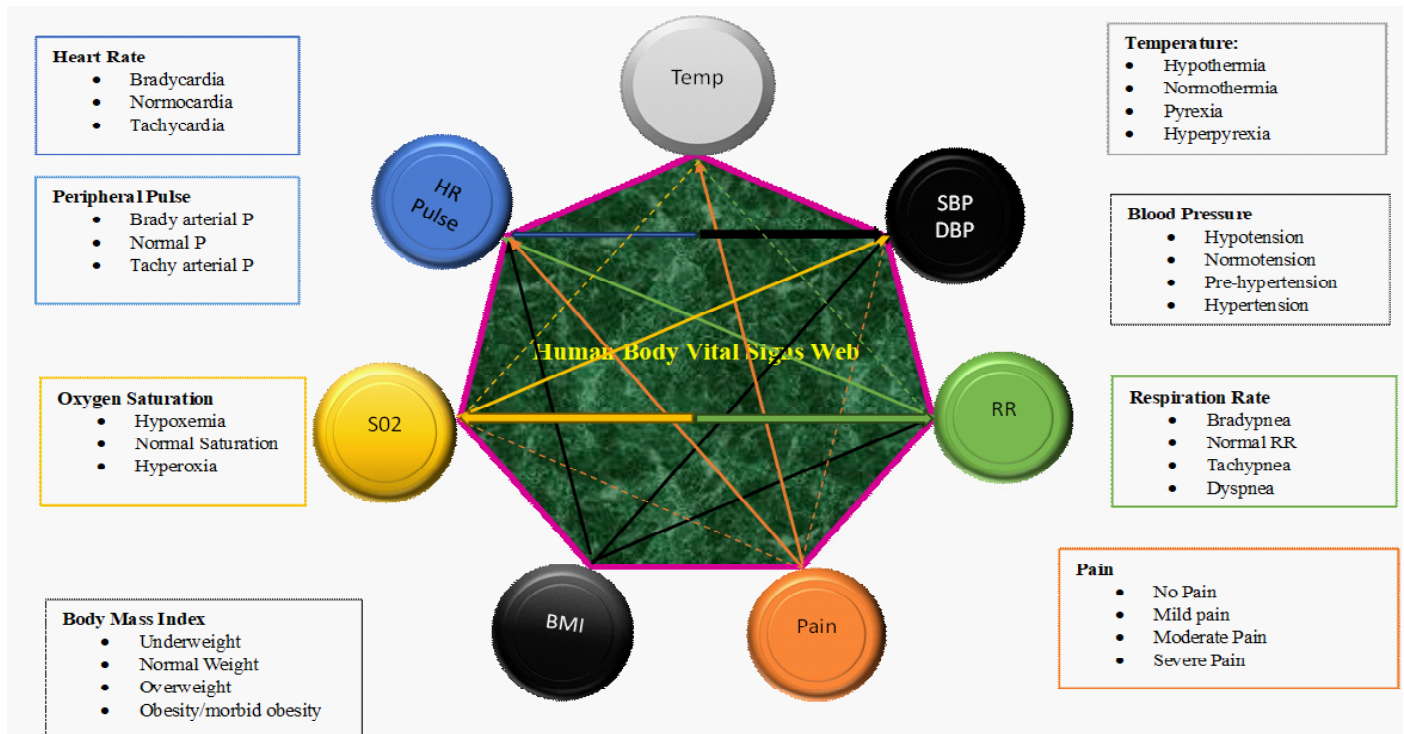 Heart Rate
• Bradycardia
• Normocardia
• Tachycardia
Peripheral Pulse
• Brady arterial P
• Normal P
• Tachy arterial P
Oxygen Saturation
• Hypoxemia
• Normal Saturation
• Hyperoxia
Body Mass Index
• Underweight
• Normal Weight
• Overweight
• Obesity/morbid obesity
Temp
HR
Pulse
SBP
DBP
Human Body Vital Signs Web
S02
RR
BMI
Pain
Temperature:
• Hypothermia
• Normothermia
• Pyrexia
• Hyperpyrexia
Blood Pressure
• Hypotension
• Normotension
• Pre-hypertension
• Hypertension
Respiration Rate
• Bradypnea
• Normal RR
• Tachypnea
• Dyspnea
Pain
• No Pain
• Mild pain
• Moderate Pain
• Severe Pain